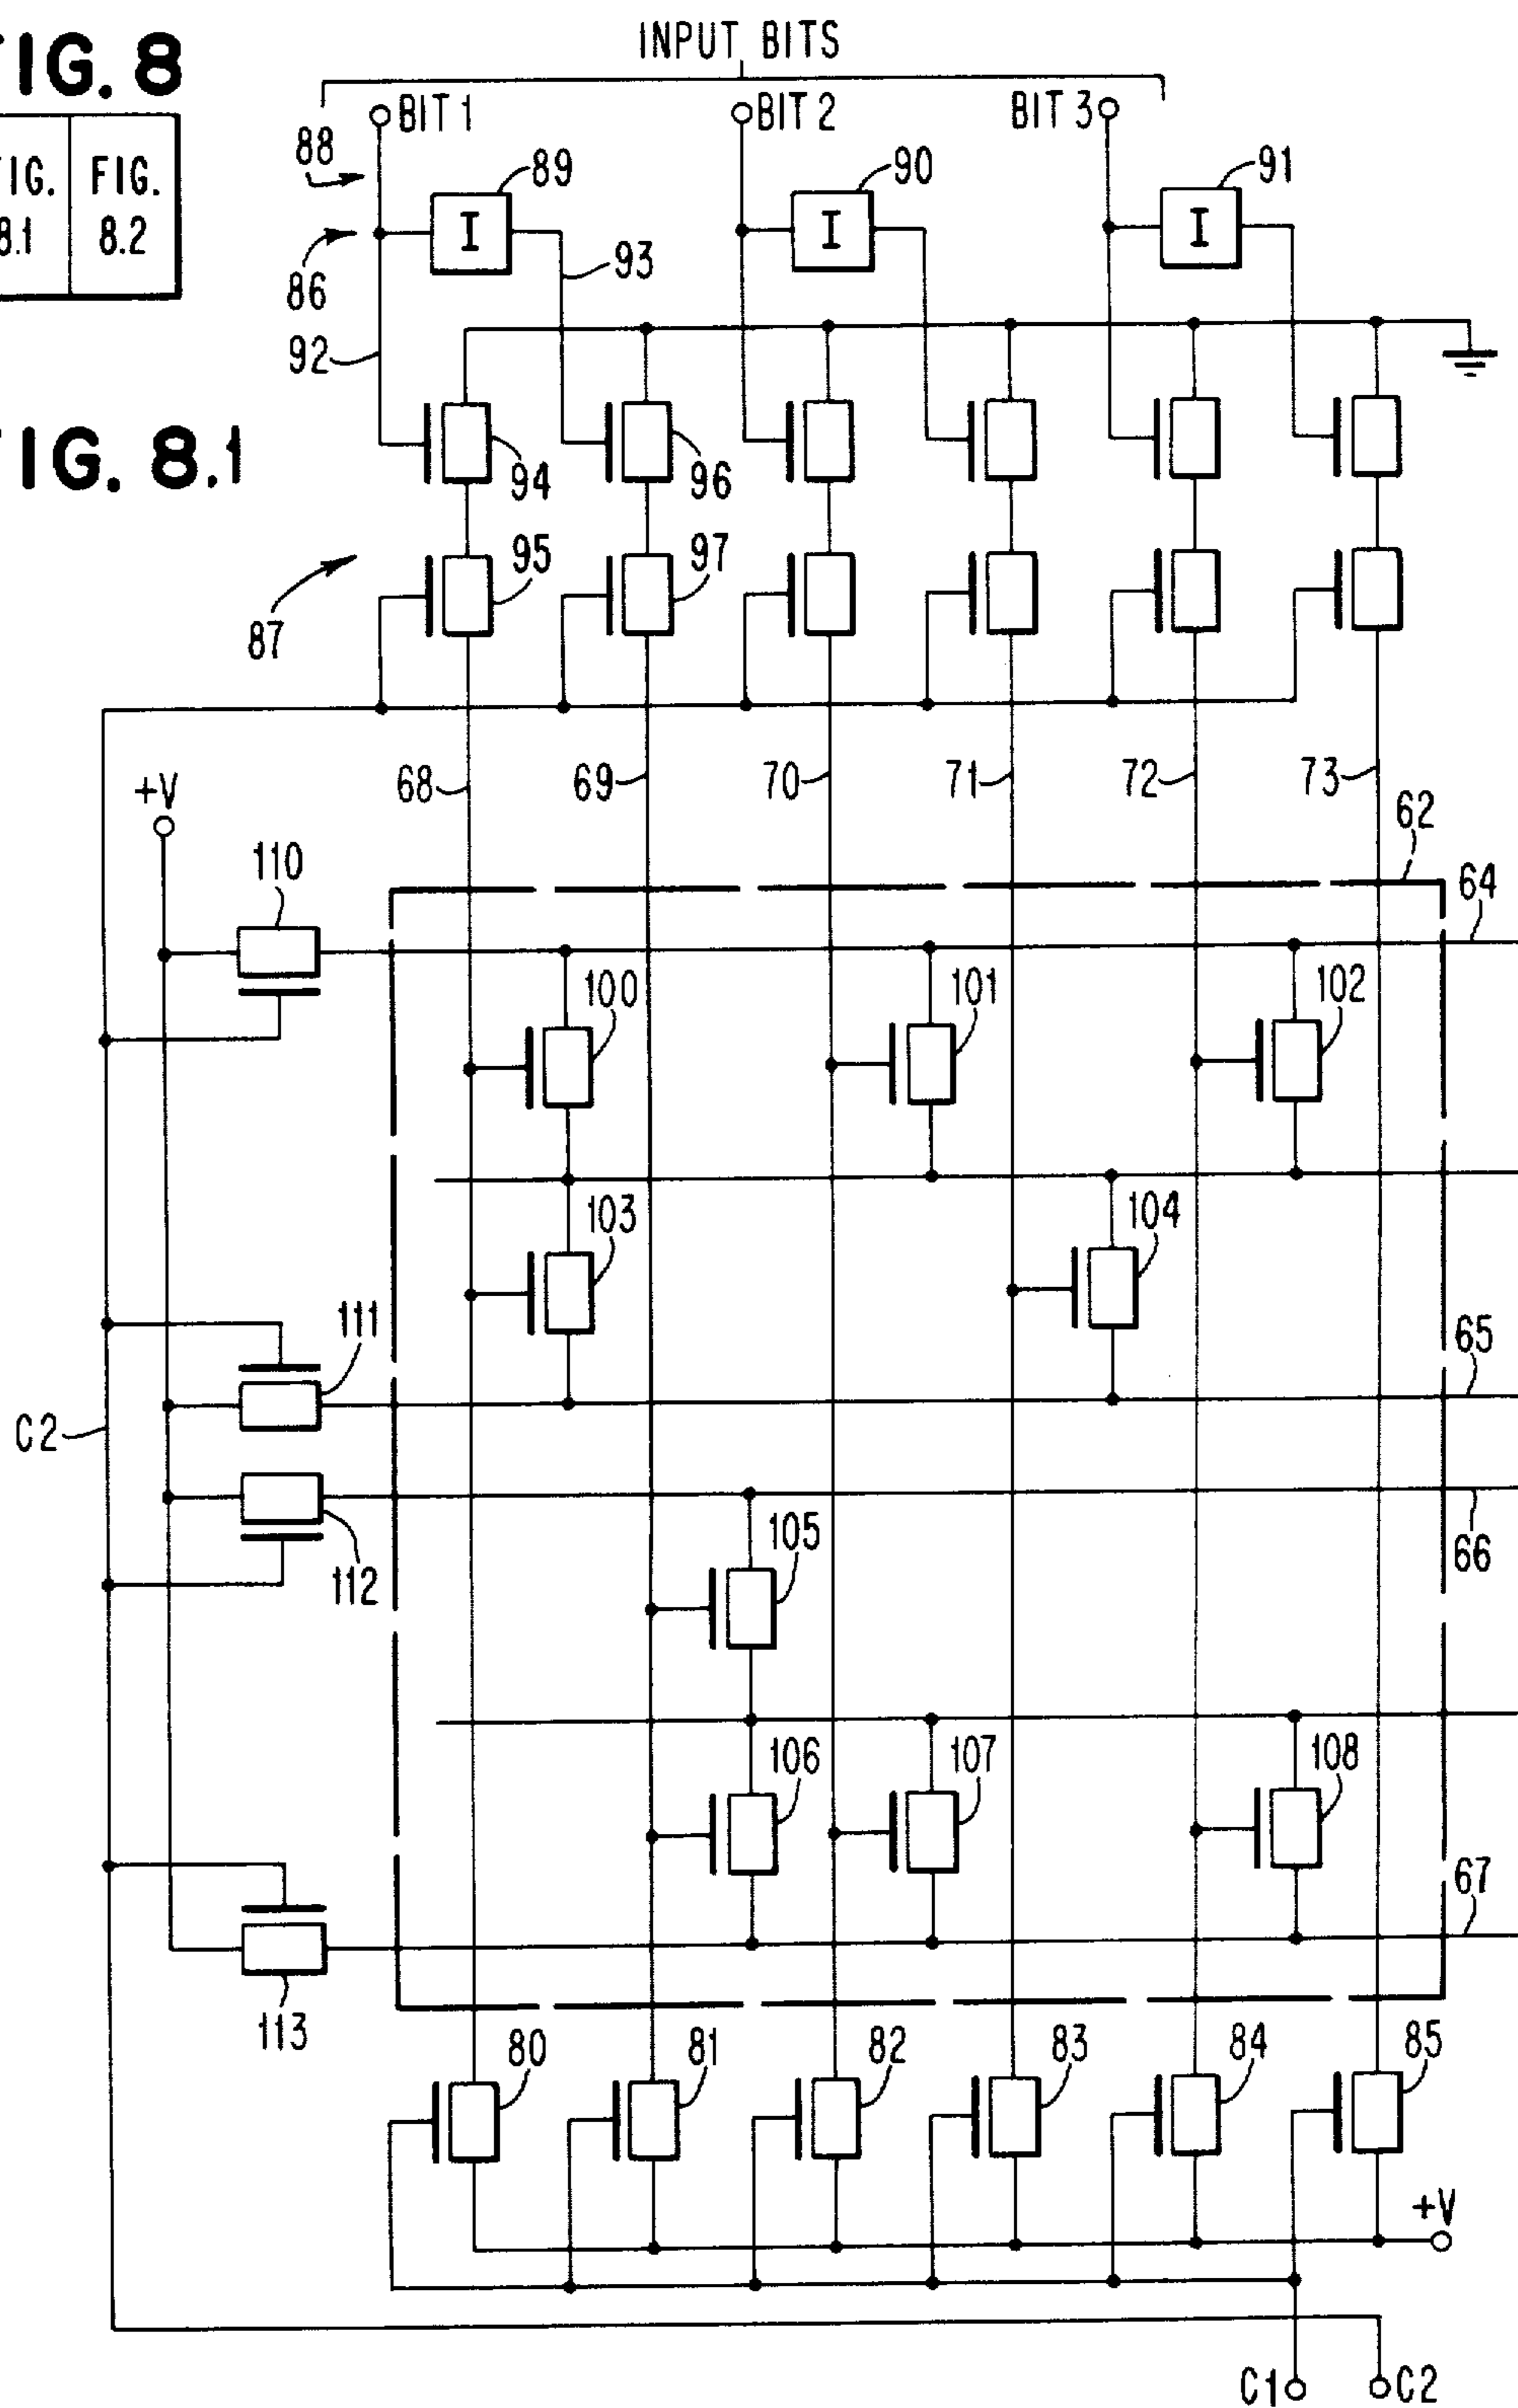 FIG. 8
FIG. 8.1
FIG. 8.2
FIG. 8.1
INPUT BITS
BIT 1
BIT 2
BIT 3
88
89
90
91
I
I
I
86
93
92
94
96
95
97
87
68
69
70
71
72
73
+V
62
110
64
100
101
102
103
104
111
65
C2
105
66
112
106
107
108
67
113
80
81
82
83
84
85
+V
C1
C2